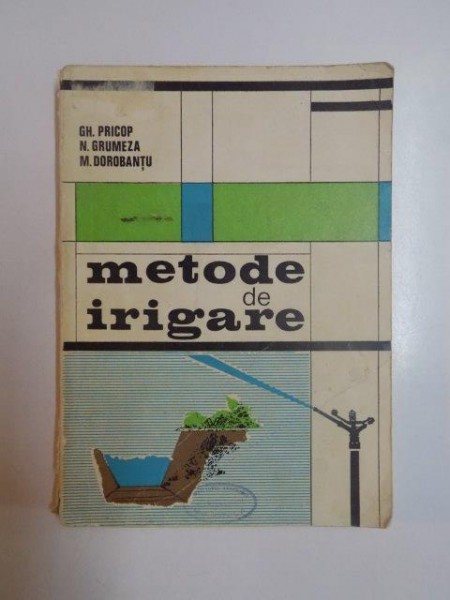 GH. PRICOP
N. GRUMEZA
M. DOROBANȚU
metode
de
irigare